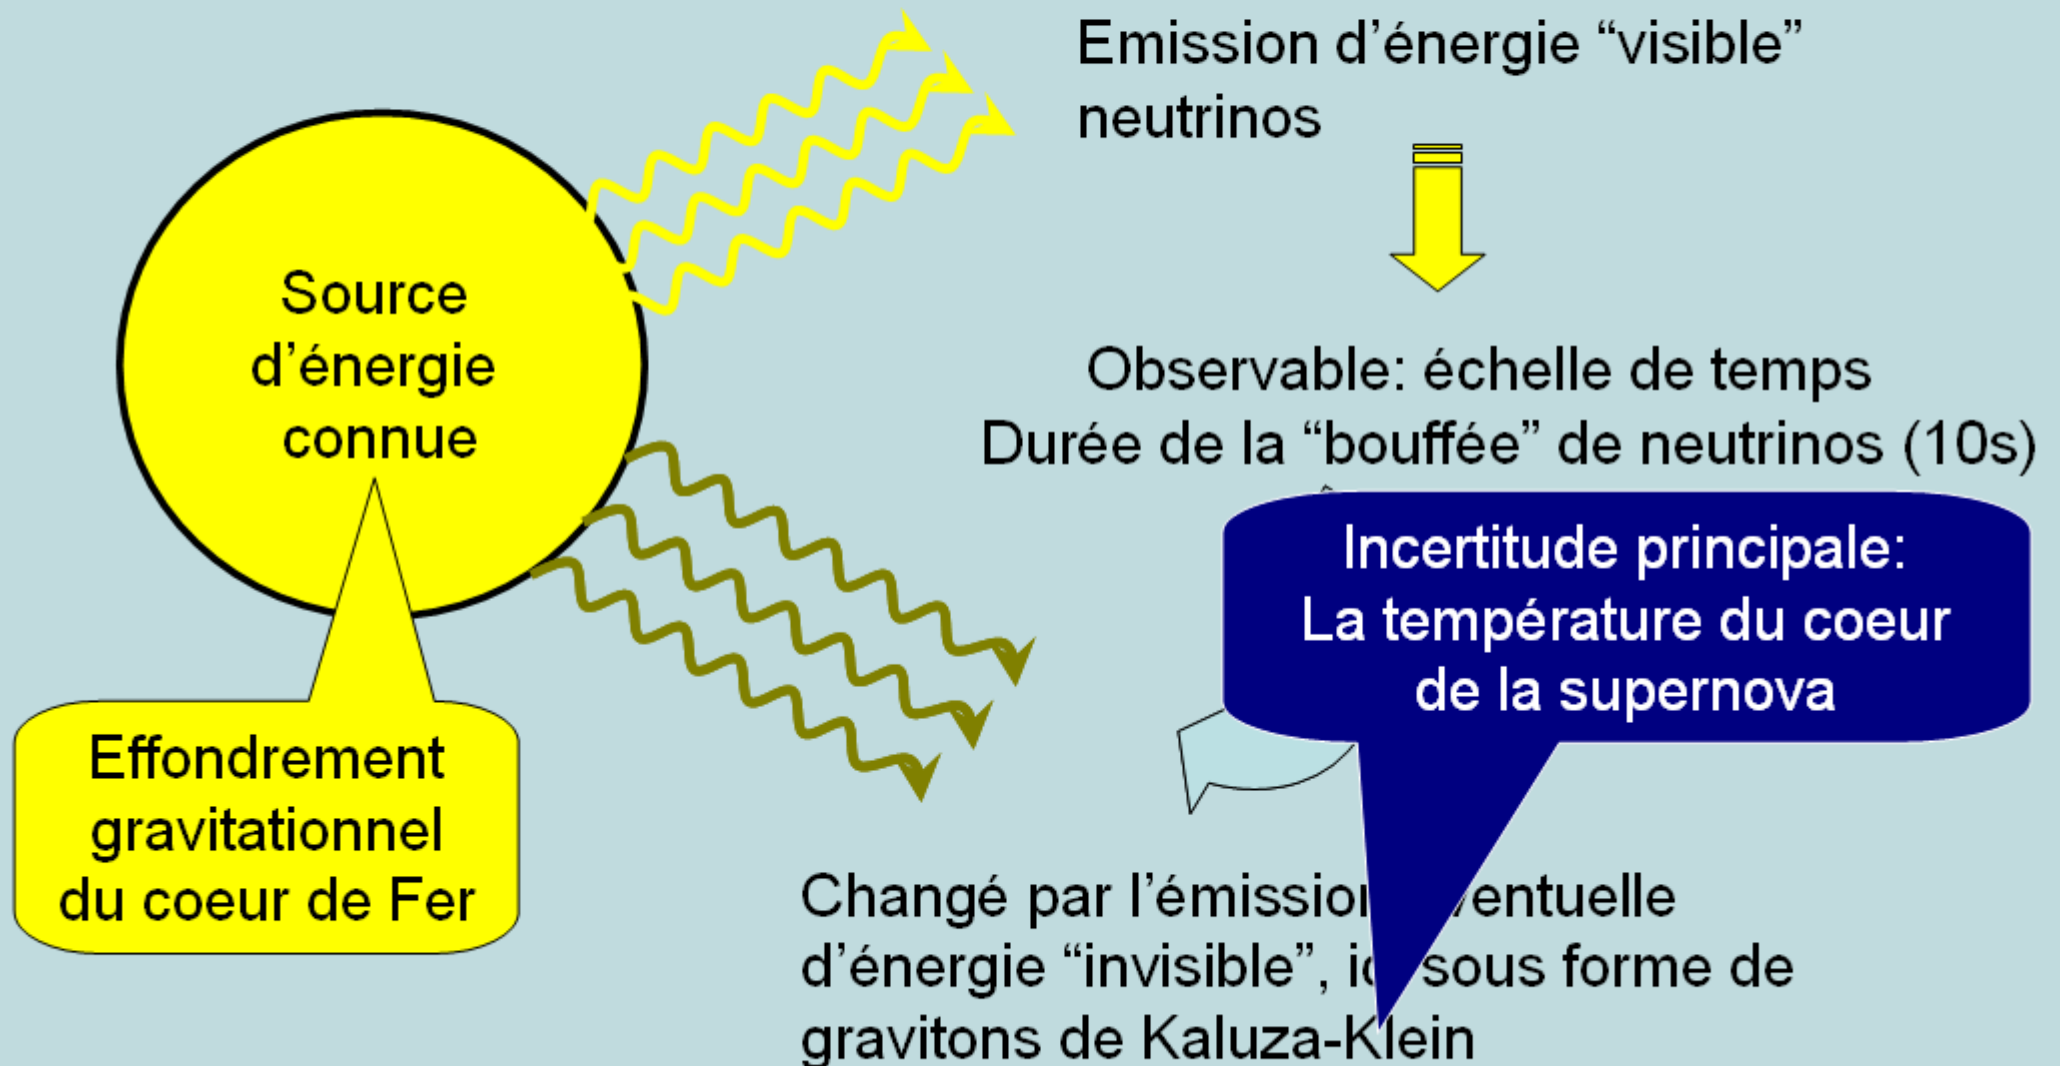 Emission d’énergie “visible”
neutrinos
Source
d’énergie
connue
Observable: échelle de temps
Durée de la “bouffée” de neutrinos (10s)
Incertitude principale:
La température du coeur
de la supernova
Effondrement
gravitationnel
du coeur de Fer
Changé par l’émission
d’énergie “invisible”, sous forme de
gravitons de Kaluza-Klein